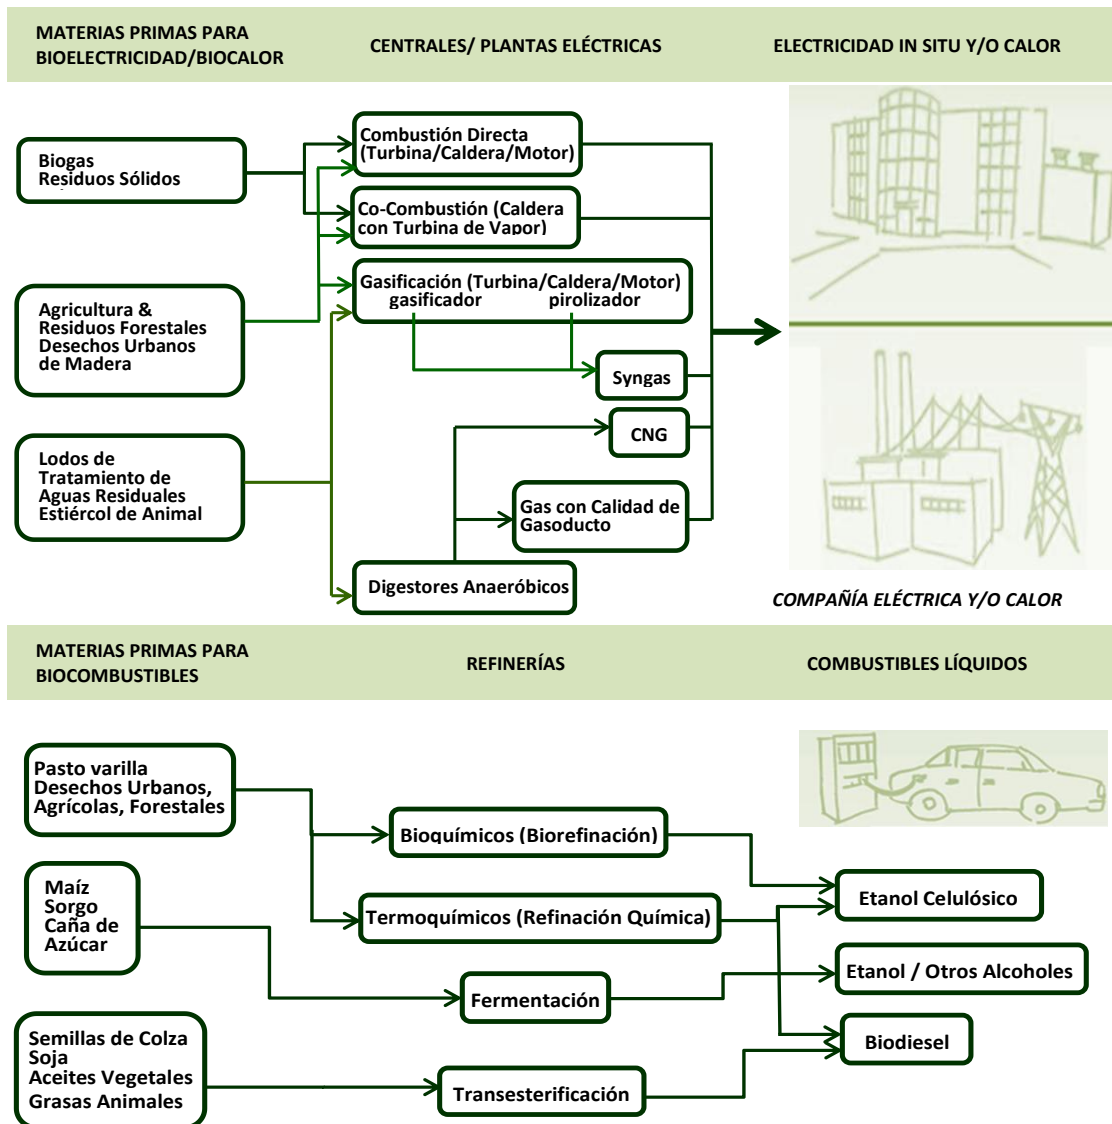 MATERIAS PRIMAS PARA
BIOELECTRICIDAD/BIOCALOR
CENTRALES/ PLANTAS ELÉCTRICAS
ELECTRICIDAD IN SITU Y/O CALOR
Biogas
Residuos Sólidos
Combustión Directa
(Turbina/Caldera/Motor)
Co-Combustión (Caldera
con Turbina de Vapor)
Agricultura &
Residuos Forestales
Desechos Urbanos
de Madera
Gasificación (Turbina/Caldera/Motor)
gasificador pirolizador
Syngas
CNG
Lodos de
Tratamiento de
Aguas Residuales
Estiércol de Animal
Gas con Calidad de
Gasoducto
Digestores Anaeróbicos
COMPAÑÍA ELÉCTRICA Y/O CALOR
MATERIAS PRIMAS PARA
BIOCOMBUSTIBLES
REFINERÍAS
COMBUSTIBLES LÍQUIDOS
Pasto varilla
Desechos Urbanos,
Agrícolas, Forestales
Bioquímicos (Biorefinación)
Maíz
Sorgo
Caña de
Azúcar
Termoquímicos (Refinación Química)
Etanol Celulósico
Fermentación
Etanol / Otros Alcoholes
Semillas de Colza
Soja
Aceites Vegetales
Grasas Animales
Transesterificación
Biodiesel